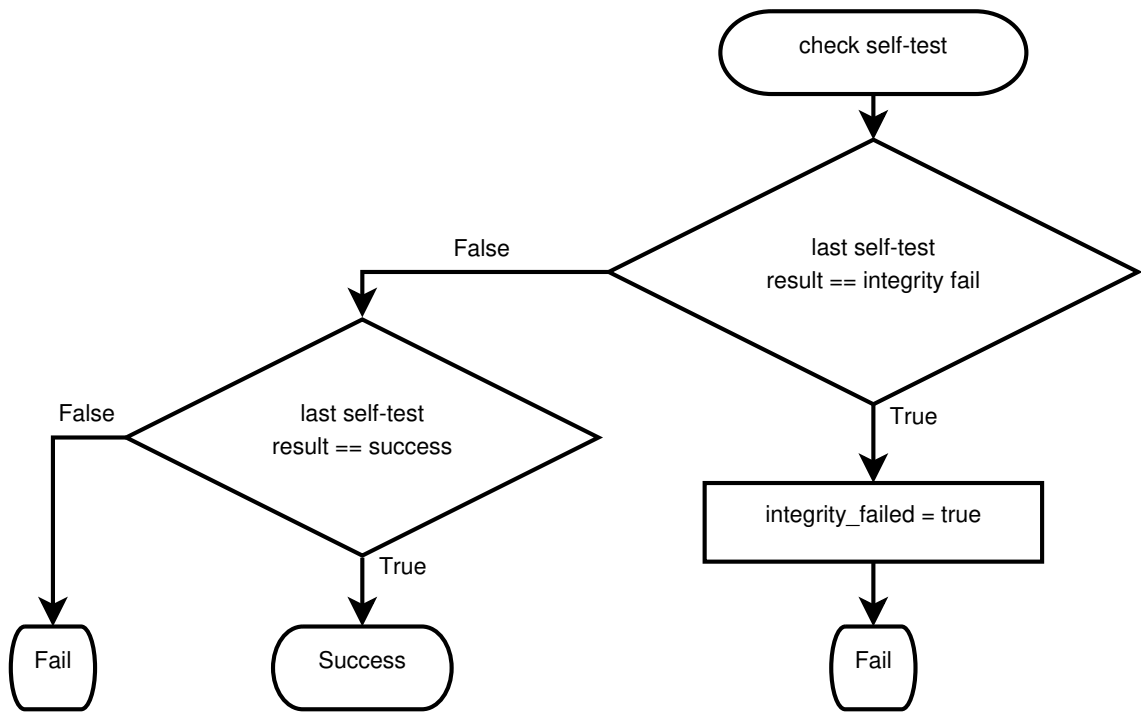 check self-test
last self-test
result == integrity fail
False
True
last self-test
result == success
False
True
integrity_failed = true
Fail
Success
Fail